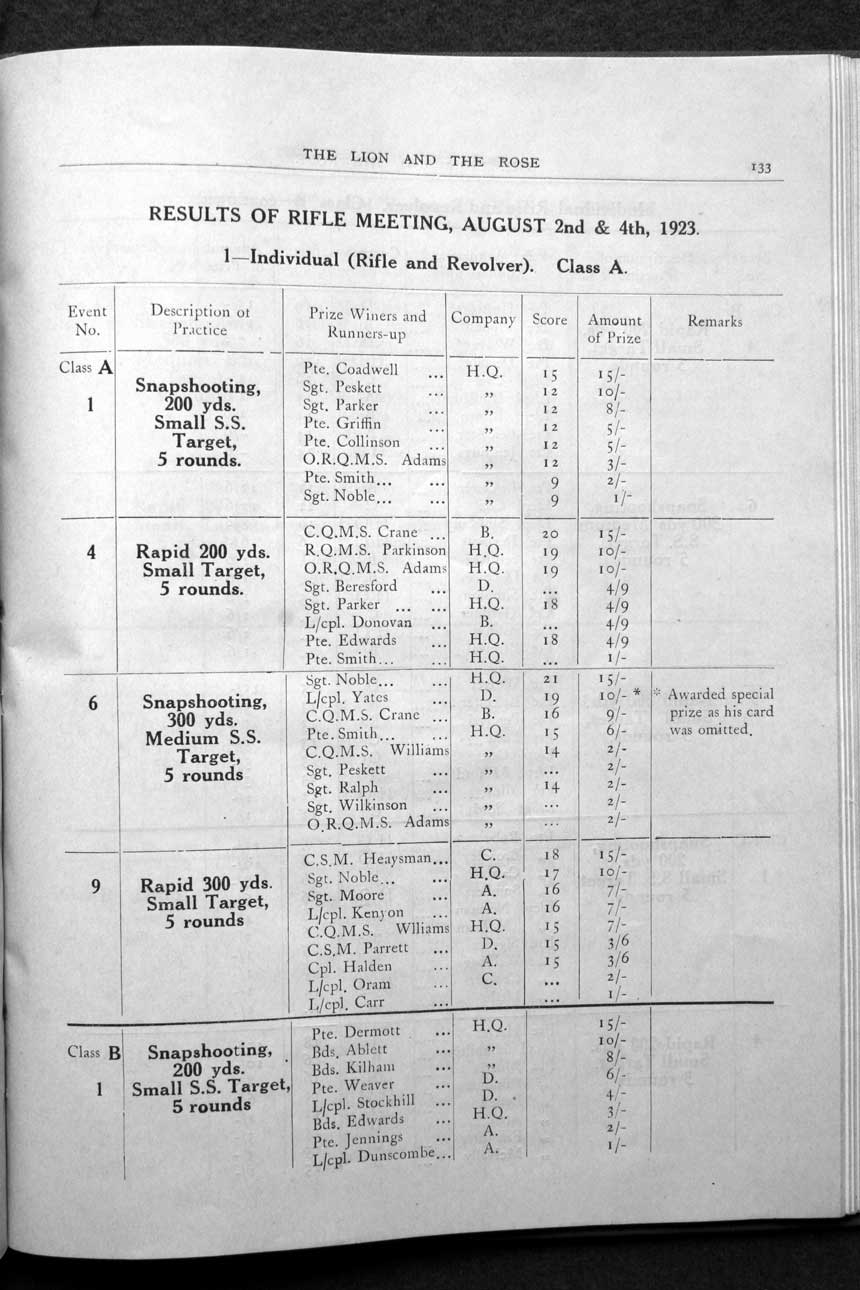 THE LION AND THE ROSE 133
RESULTS OF RIFLE MEETING, AUGUST 2nd & 4th, 1923.
1—Individual (Rifle and Revolver). Class A.
Event No. Description of Practice Prize Winers and Runners-up Company Score Amount of Prize Remarks
Class A
1
Snapshooting,
200 yds.
Small S.S.
Target,
5 rounds.
Pte. Coadwell ... H.Q. 15 15/-
Sgt. Peskett ... „ 12 10/-
Sgt. Parker ... „ 12 8/-
Pte. Griffin ... „ 12 5/-
Pte. Collinson ... „ 12 5/-
O.R.Q.M.S. Adams „ 12 3/-
Pte. Smith... ... „ 9 2/-
Sgt. Noble... ... „ 9 1/-
4
Rapid 200 yds.
Small Target,
5 rounds.
C.Q.M.S. Crane ... B. 20 15/-
R.Q.M.S. Parkinson H.Q. 19 10/-
O.R.Q.M.S. Adams H.Q. 19 10/-
Sgt. Beresford ... D. ... 4/9
Sgt. Parker ... ... H.Q. 18 4/9
L/cpl. Donovan ... B. ... 4/9
Pte. Edwards ... H.Q. 18 4/9
Pte. Smith... ... H.Q. ... 1/-
6
Snapshooting,
300 yds.
Medium S.S.
Target,
5 rounds
Sgt. Noble... ... H.Q. 21 15/-
L/cpl. Yates ... D. 19 10/- * * Awarded special
C.Q.M.S. Crane ... B. 16 9/- prize as his card
Pte. Smith... ... H.Q. 15 6/- was omitted.
C.Q.M.S. Williams „ 14 2/-
Sgt. Peskett ... „ ... 2/-
Sgt. Ralph ... „ 14 2/-
Sgt. Wilkinson ... „ ... 2/-
O.R.Q.M.S. Adams „ ... 2/-
9
Rapid 300 yds.
Small Target,
5 rounds
C.S.M. Heaysman... C. 18 15/-
Sgt. Noble... ... H.Q. 17 10/-
Sgt. Moore ... A. 16 7/-
L/cpl. Kenyon ... A. 16 7/-
C.Q.M.S. Wlliams H.Q. 15 7/-
C.S.M. Parrett ... D. 15 3/6
Cpl. Halden ... A. 15 3/6
L/cpl. Oram ... C. ... 2/-
L/cpl. Carr ... ... 1/-
Class B
1
Snapshooting,
200 yds.
Small S.S. Target,
5 rounds
Pte. Dermott ... H.Q. 15/-
Bds. Ablett ... „ 10/-
Bds. Kilham ... „ 8/-
Pte. Weaver ... D. 6/-
L/cpl. Stockhill ... D. 4/-
Bds. Edwards ... H.Q. 3/-
Pte. Jennings ... A. 2/-
L/cpl. Dunscombe... A. 1/-